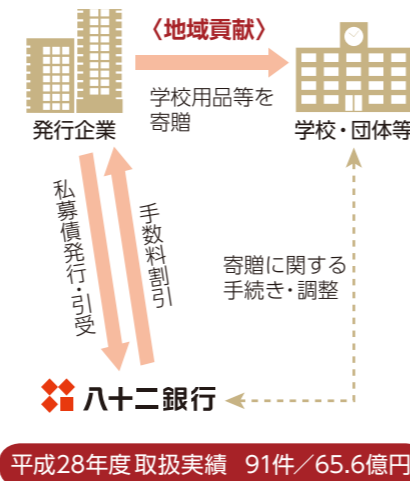 〈地域貢献〉
学校用品等を
寄贈
発行企業
学校・団体等
私募債発行・引受
手数料割引
寄贈に関する
手続き・調整
八十二銀行
平成28年度 取扱実績 91件／65.6億円